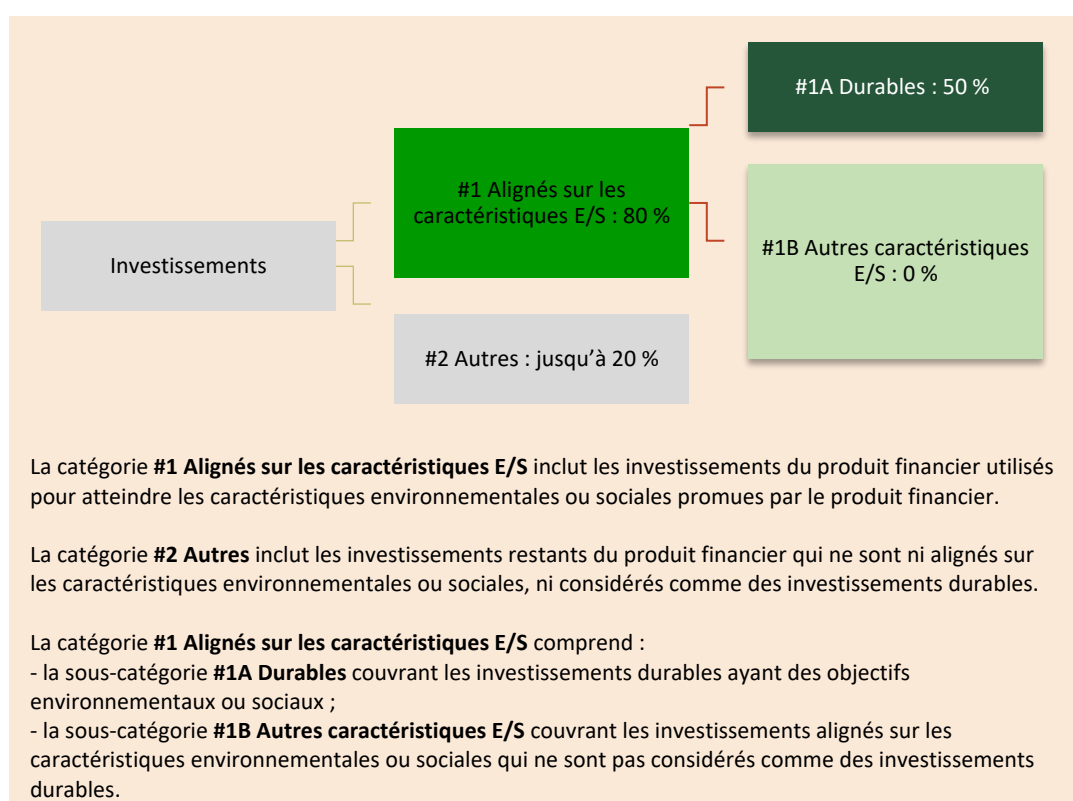 #1A Durables : 50 %
#1 Alignés sur les
caractéristiques E/S : 80 %
Investissements
#1B Autres caractéristiques
E/S : 0 %
#2 Autres : jusqu’à 20 %
La catégorie #1 Alignés sur les caractéristiques E/S inclut les investissements du produit financier utilisés
pour atteindre les caractéristiques environnementales ou sociales promues par le produit financier.
La catégorie #2 Autres inclut les investissements restants du produit financier qui ne sont ni alignés sur
les caractéristiques environnementales ou sociales, ni considérés comme des investissements durables.
La catégorie #1 Alignés sur les caractéristiques E/S comprend :
- la sous-catégorie #1A Durables couvrant les investissements durables ayant des objectifs
environnementaux ou sociaux ;
- la sous-catégorie #1B Autres caractéristiques E/S couvrant les investissements alignés sur les
caractéristiques environnementales ou sociales qui ne sont pas considérés comme des investissements
durables.